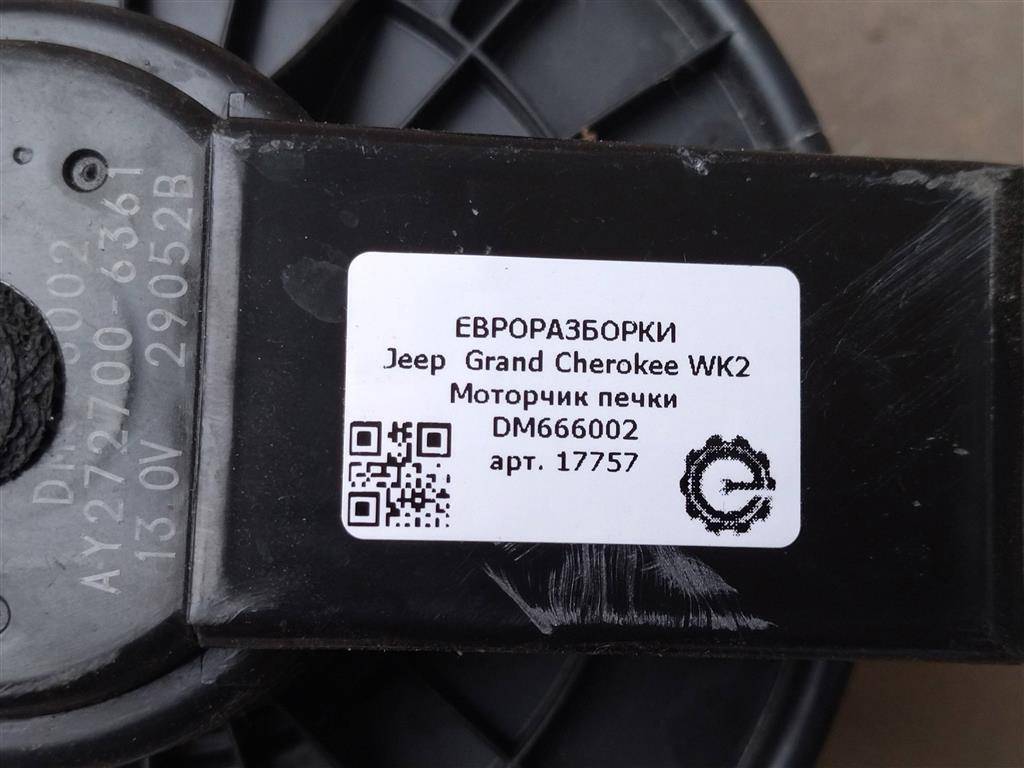 ЕВРОРАЗБОРКИ
Jeep Grand Cherokee WK2
Моторчик печки
DM666002
арт. 17757
AY272700-6361
13 0V 29052B